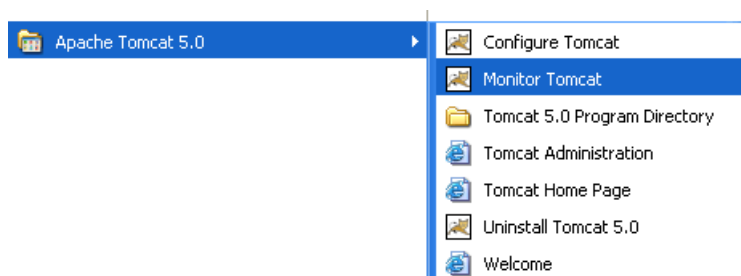 Apache Tomcat 5.0
Configure Tomcat
Monitor Tomcat
Tomcat 5.0 Program Directory
Tomcat Administration
Tomcat Home Page
Uninstall Tomcat 5.0
Welcome